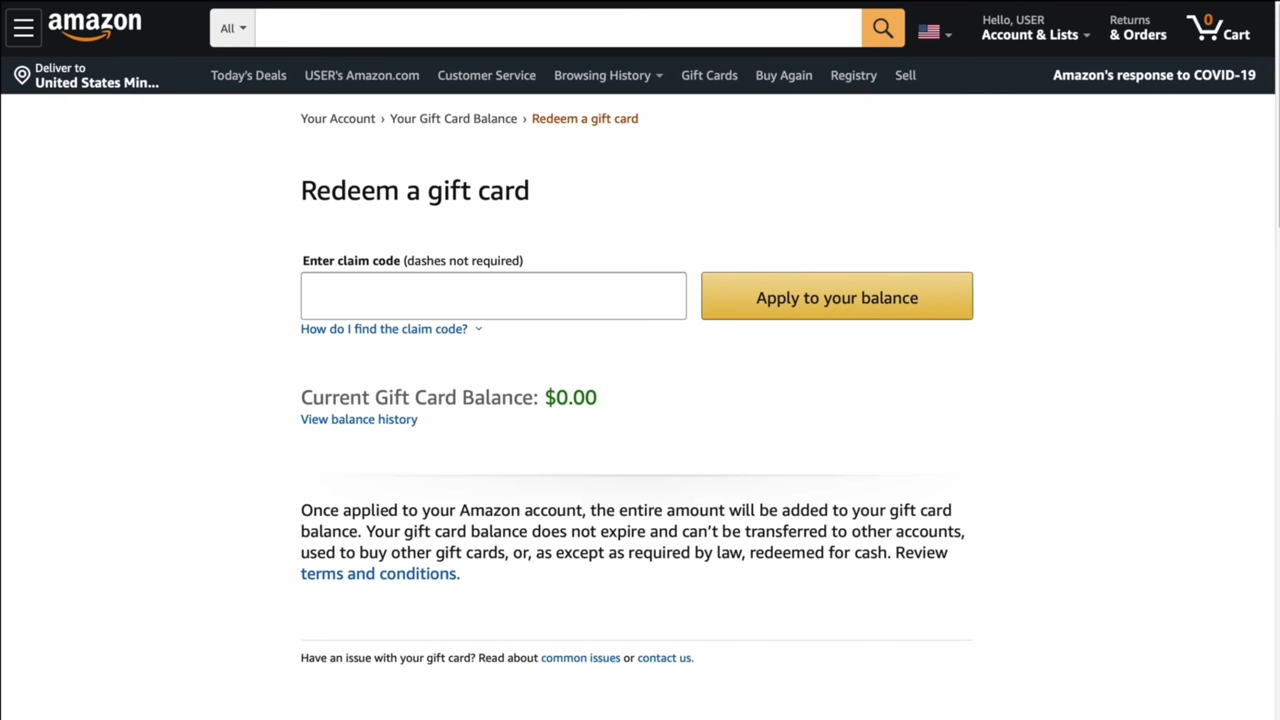 amazon
All
0
Hello, USER
Account & Lists
Returns
& Orders
Cart
Deliver to
United States Min...
Today's Deals
USER's Amazon.com
Customer Service
Browsing History
Gift Cards
Buy Again
Registry
Sell
Amazon's response to COVID-19
Your Account › Your Gift Card Balance › Redeem a gift card
Redeem a gift card
Enter claim code (dashes not required)
Apply to your balance
How do I find the claim code?
Current Gift Card Balance: $0.00
View balance history
Once applied to your Amazon account, the entire amount will be added to your gift card
balance. Your gift card balance does not expire and can't be transferred to other accounts,
used to buy other gift cards, or, as except as required by law, redeemed for cash. Review
terms and conditions.
Have an issue with your gift card? Read about common issues or contact us.